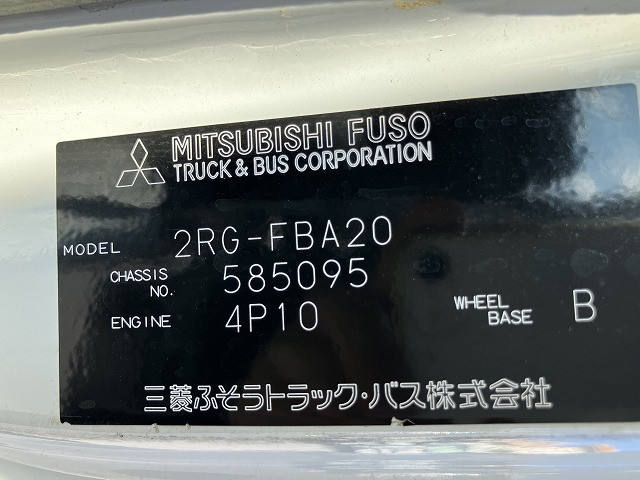 MITSUBISHI FUSO
TRUCK & BUS CORPORATION
MODEL 2RG-FBA20
CHASSIS NO. 585095
ENGINE 4P10
WHEEL BASE B
三菱ふそうトラック・バス株式会社